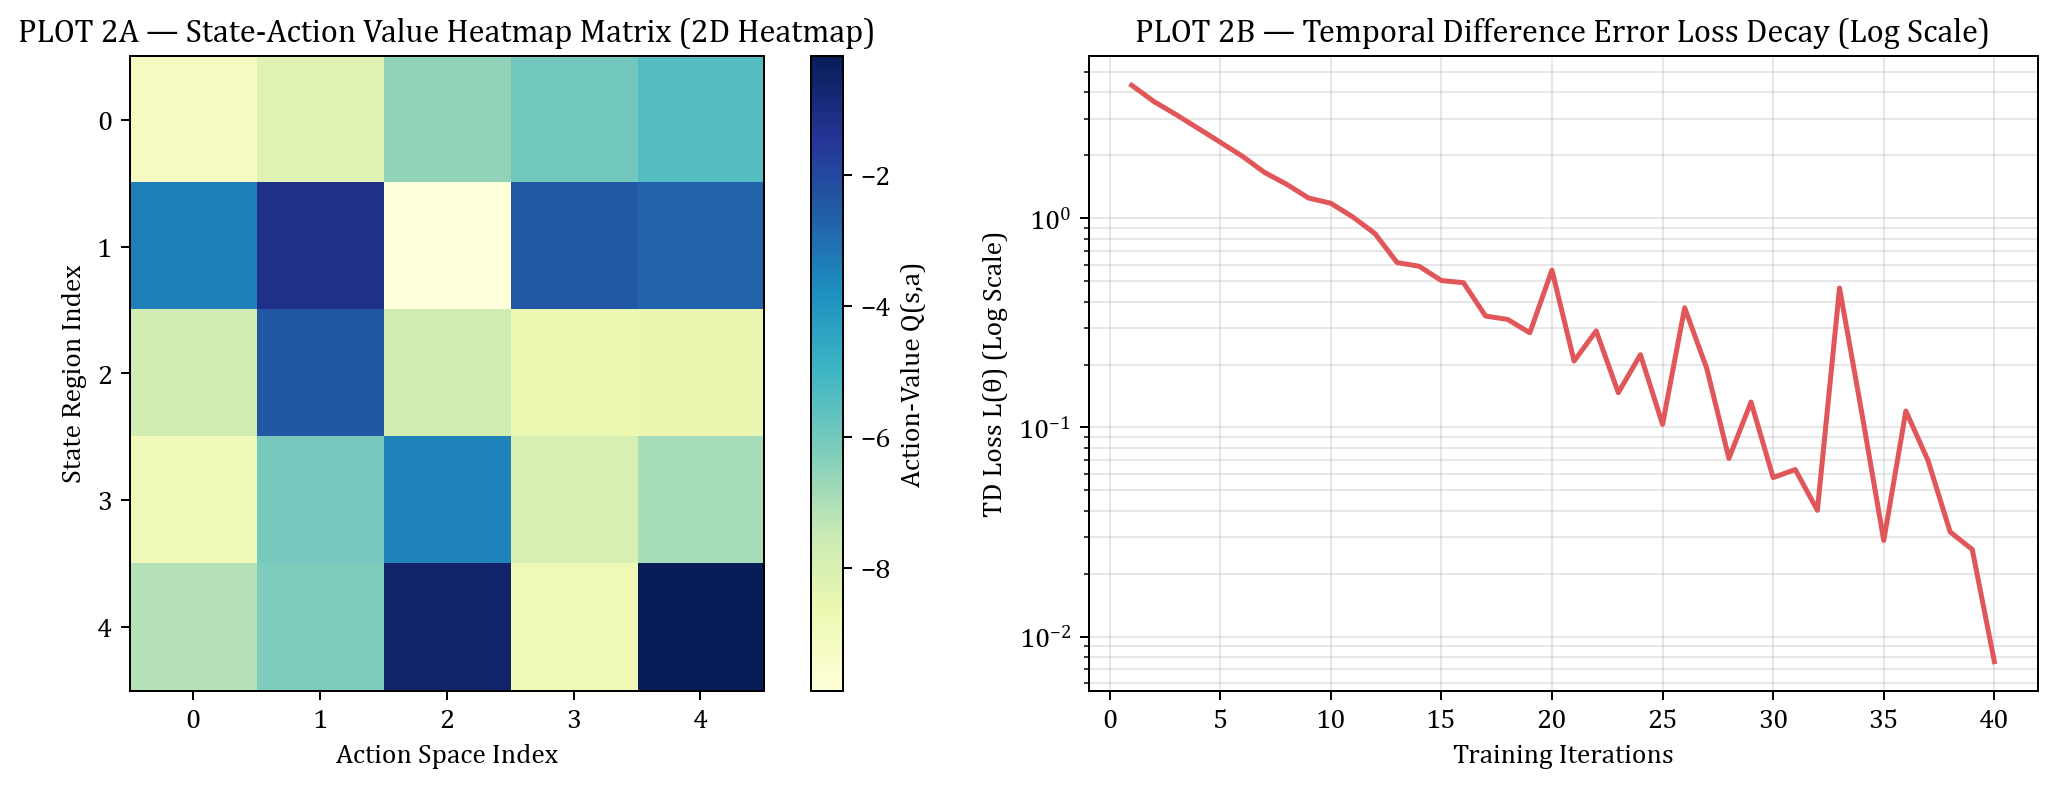 PLOT 2A — State-Action Value Heatmap Matrix (2D Heatmap)
State Region Index
0
1
2
3
4
0 1 2 3 4
Action Space Index
−2
−4
−6
−8
Action-Value Q(s,a)
PLOT 2B — Temporal Difference Error Loss Decay (Log Scale)
TD Loss L(θ) (Log Scale)
10⁰
10⁻¹
10⁻²
0 5 10 15 20 25 30 35 40
Training Iterations